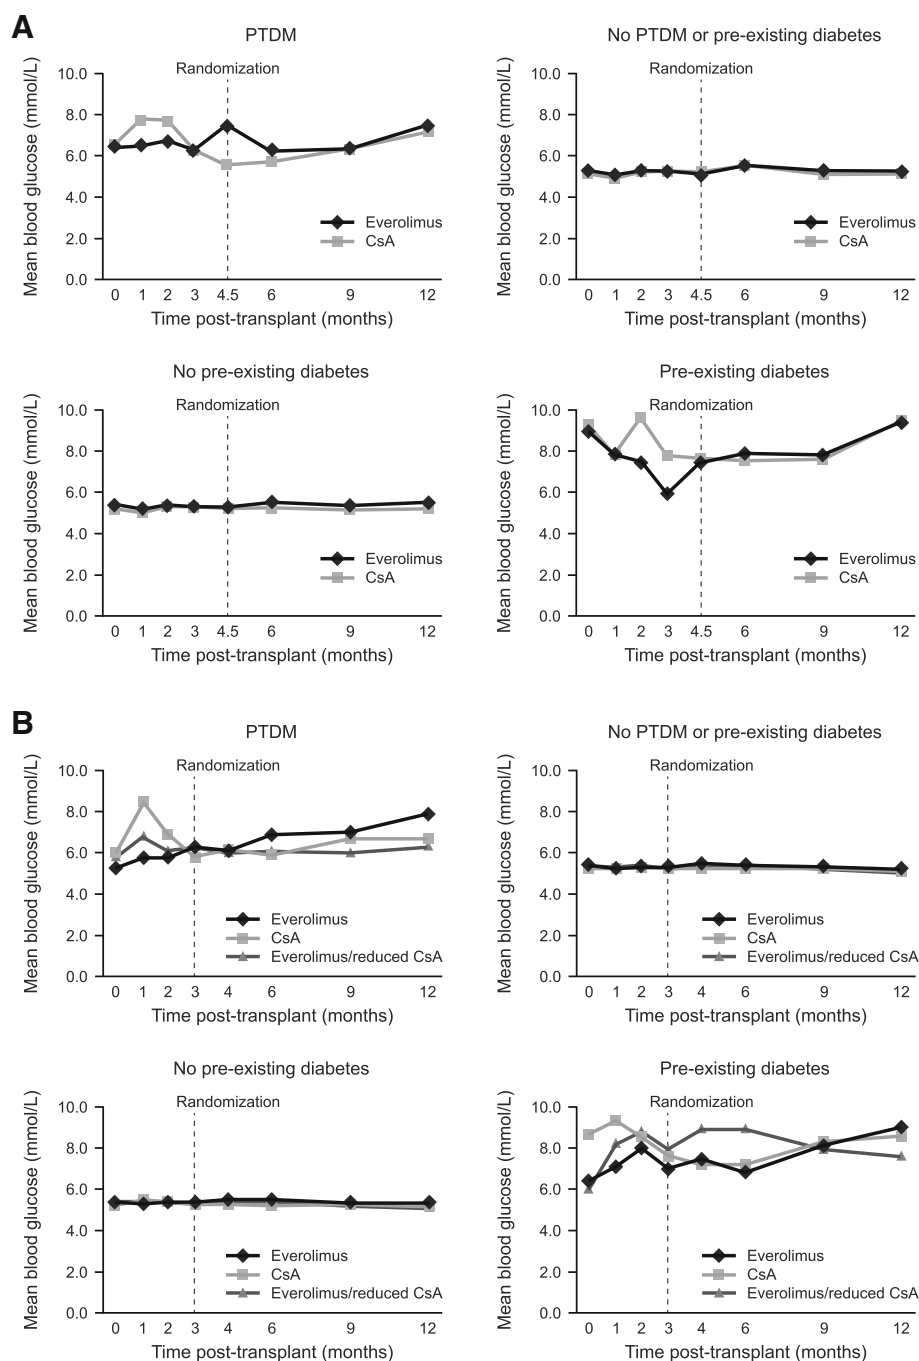 A
PTDM
Mean blood glucose (mmol/L)
10.0
8.0
6.0
4.0
2.0
0.0
Randomization
Everolimus
CsA
0 1 2 3 4.5 6 9 12
Time post-transplant (months)
No PTDM or pre-existing diabetes
Mean blood glucose (mmol/L)
10.0
8.0
6.0
4.0
2.0
0.0
Randomization
Everolimus
CsA
0 1 2 3 4.5 6 9 12
Time post-transplant (months)
No pre-existing diabetes
Mean blood glucose (mmol/L)
10.0
8.0
6.0
4.0
2.0
0.0
Randomization
Everolimus
CsA
0 1 2 3 4.5 6 9 12
Time post-transplant (months)
Pre-existing diabetes
Mean blood glucose (mmol/L)
10.0
8.0
6.0
4.0
2.0
0.0
Randomization
Everolimus
CsA
0 1 2 3 4.5 6 9 12
Time post-transplant (months)
B
PTDM
Mean blood glucose (mmol/L)
10.0
8.0
6.0
4.0
2.0
0.0
Randomization
Everolimus
CsA
Everolimus/reduced CsA
0 1 2 3 4 6 9 12
Time post-transplant (months)
No PTDM or pre-existing diabetes
Mean blood glucose (mmol/L)
10.0
8.0
6.0
4.0
2.0
0.0
Randomization
Everolimus
CsA
Everolimus/reduced CsA
0 1 2 3 4 6 9 12
Time post-transplant (months)
No pre-existing diabetes
Mean blood glucose (mmol/L)
10.0
8.0
6.0
4.0
2.0
0.0
Randomization
Everolimus
CsA
Everolimus/reduced CsA
0 1 2 3 4 6 9 12
Time post-transplant (months)
Pre-existing diabetes
Mean blood glucose (mmol/L)
10.0
8.0
6.0
4.0
2.0
0.0
Randomization
Everolimus
CsA
Everolimus/reduced CsA
0 1 2 3 4 6 9 12
Time post-transplant (months)